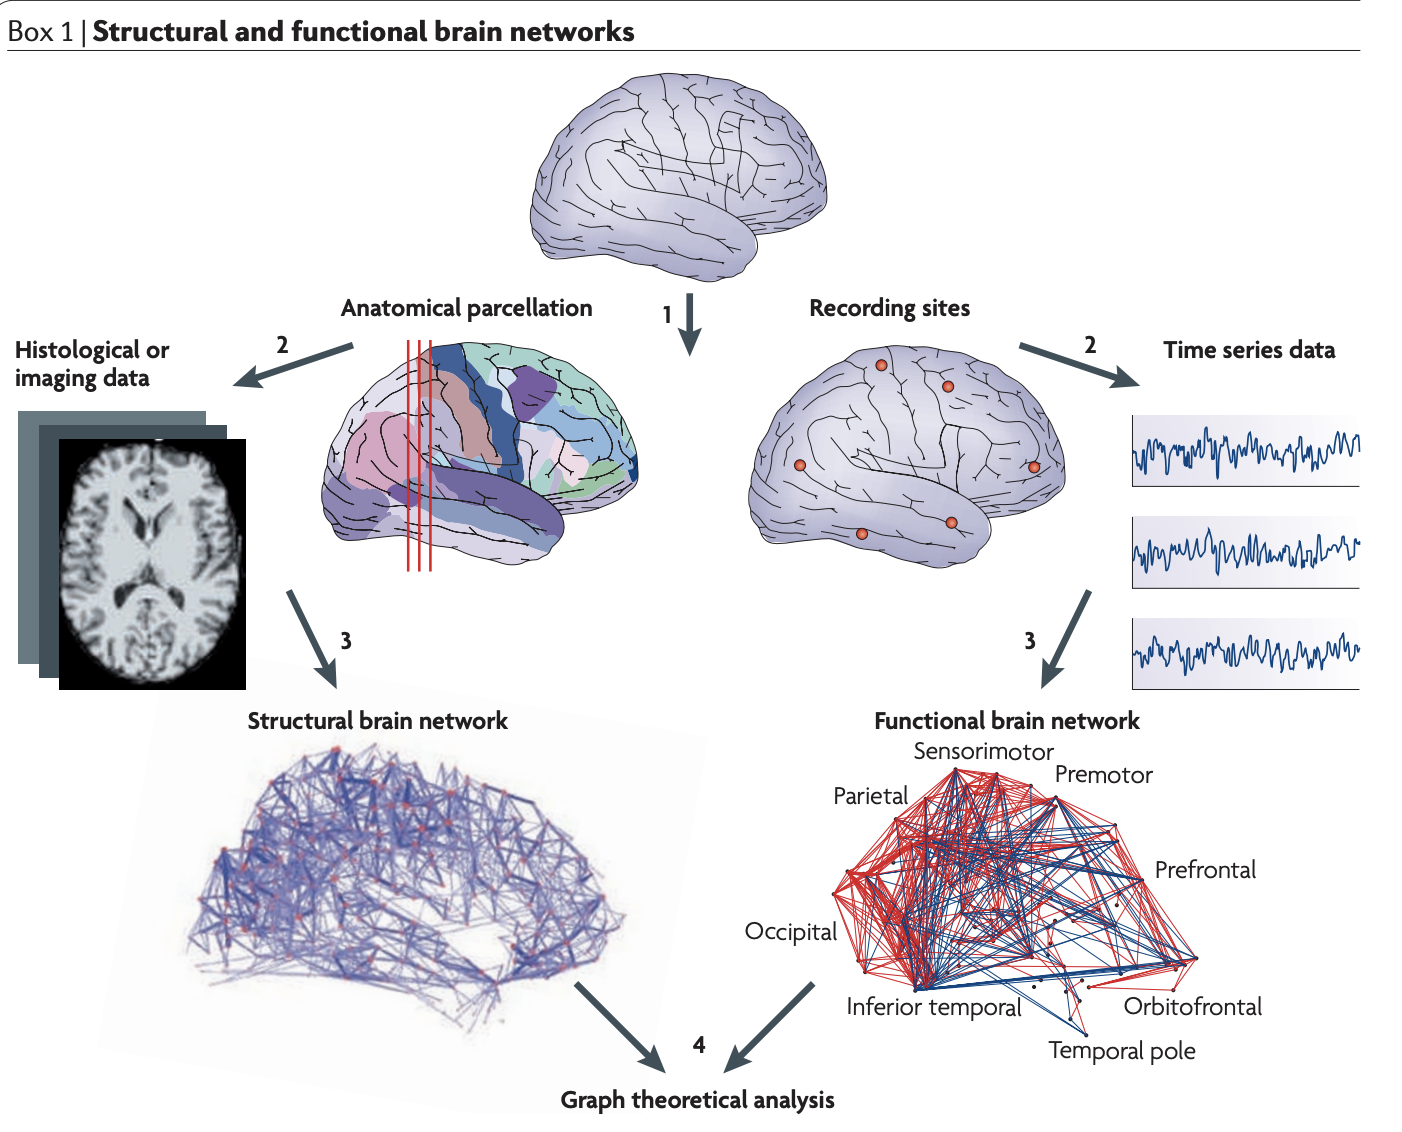 Box 1 | Structural and functional brain networks
Anatomical parcellation
1
Recording sites
Histological or
imaging data
2
2
Time series data
3
3
Structural brain network
Functional brain network
Sensorimotor
Premotor
Parietal
Prefrontal
Occipital
Inferior temporal
Orbitofrontal
Temporal pole
4
Graph theoretical analysis